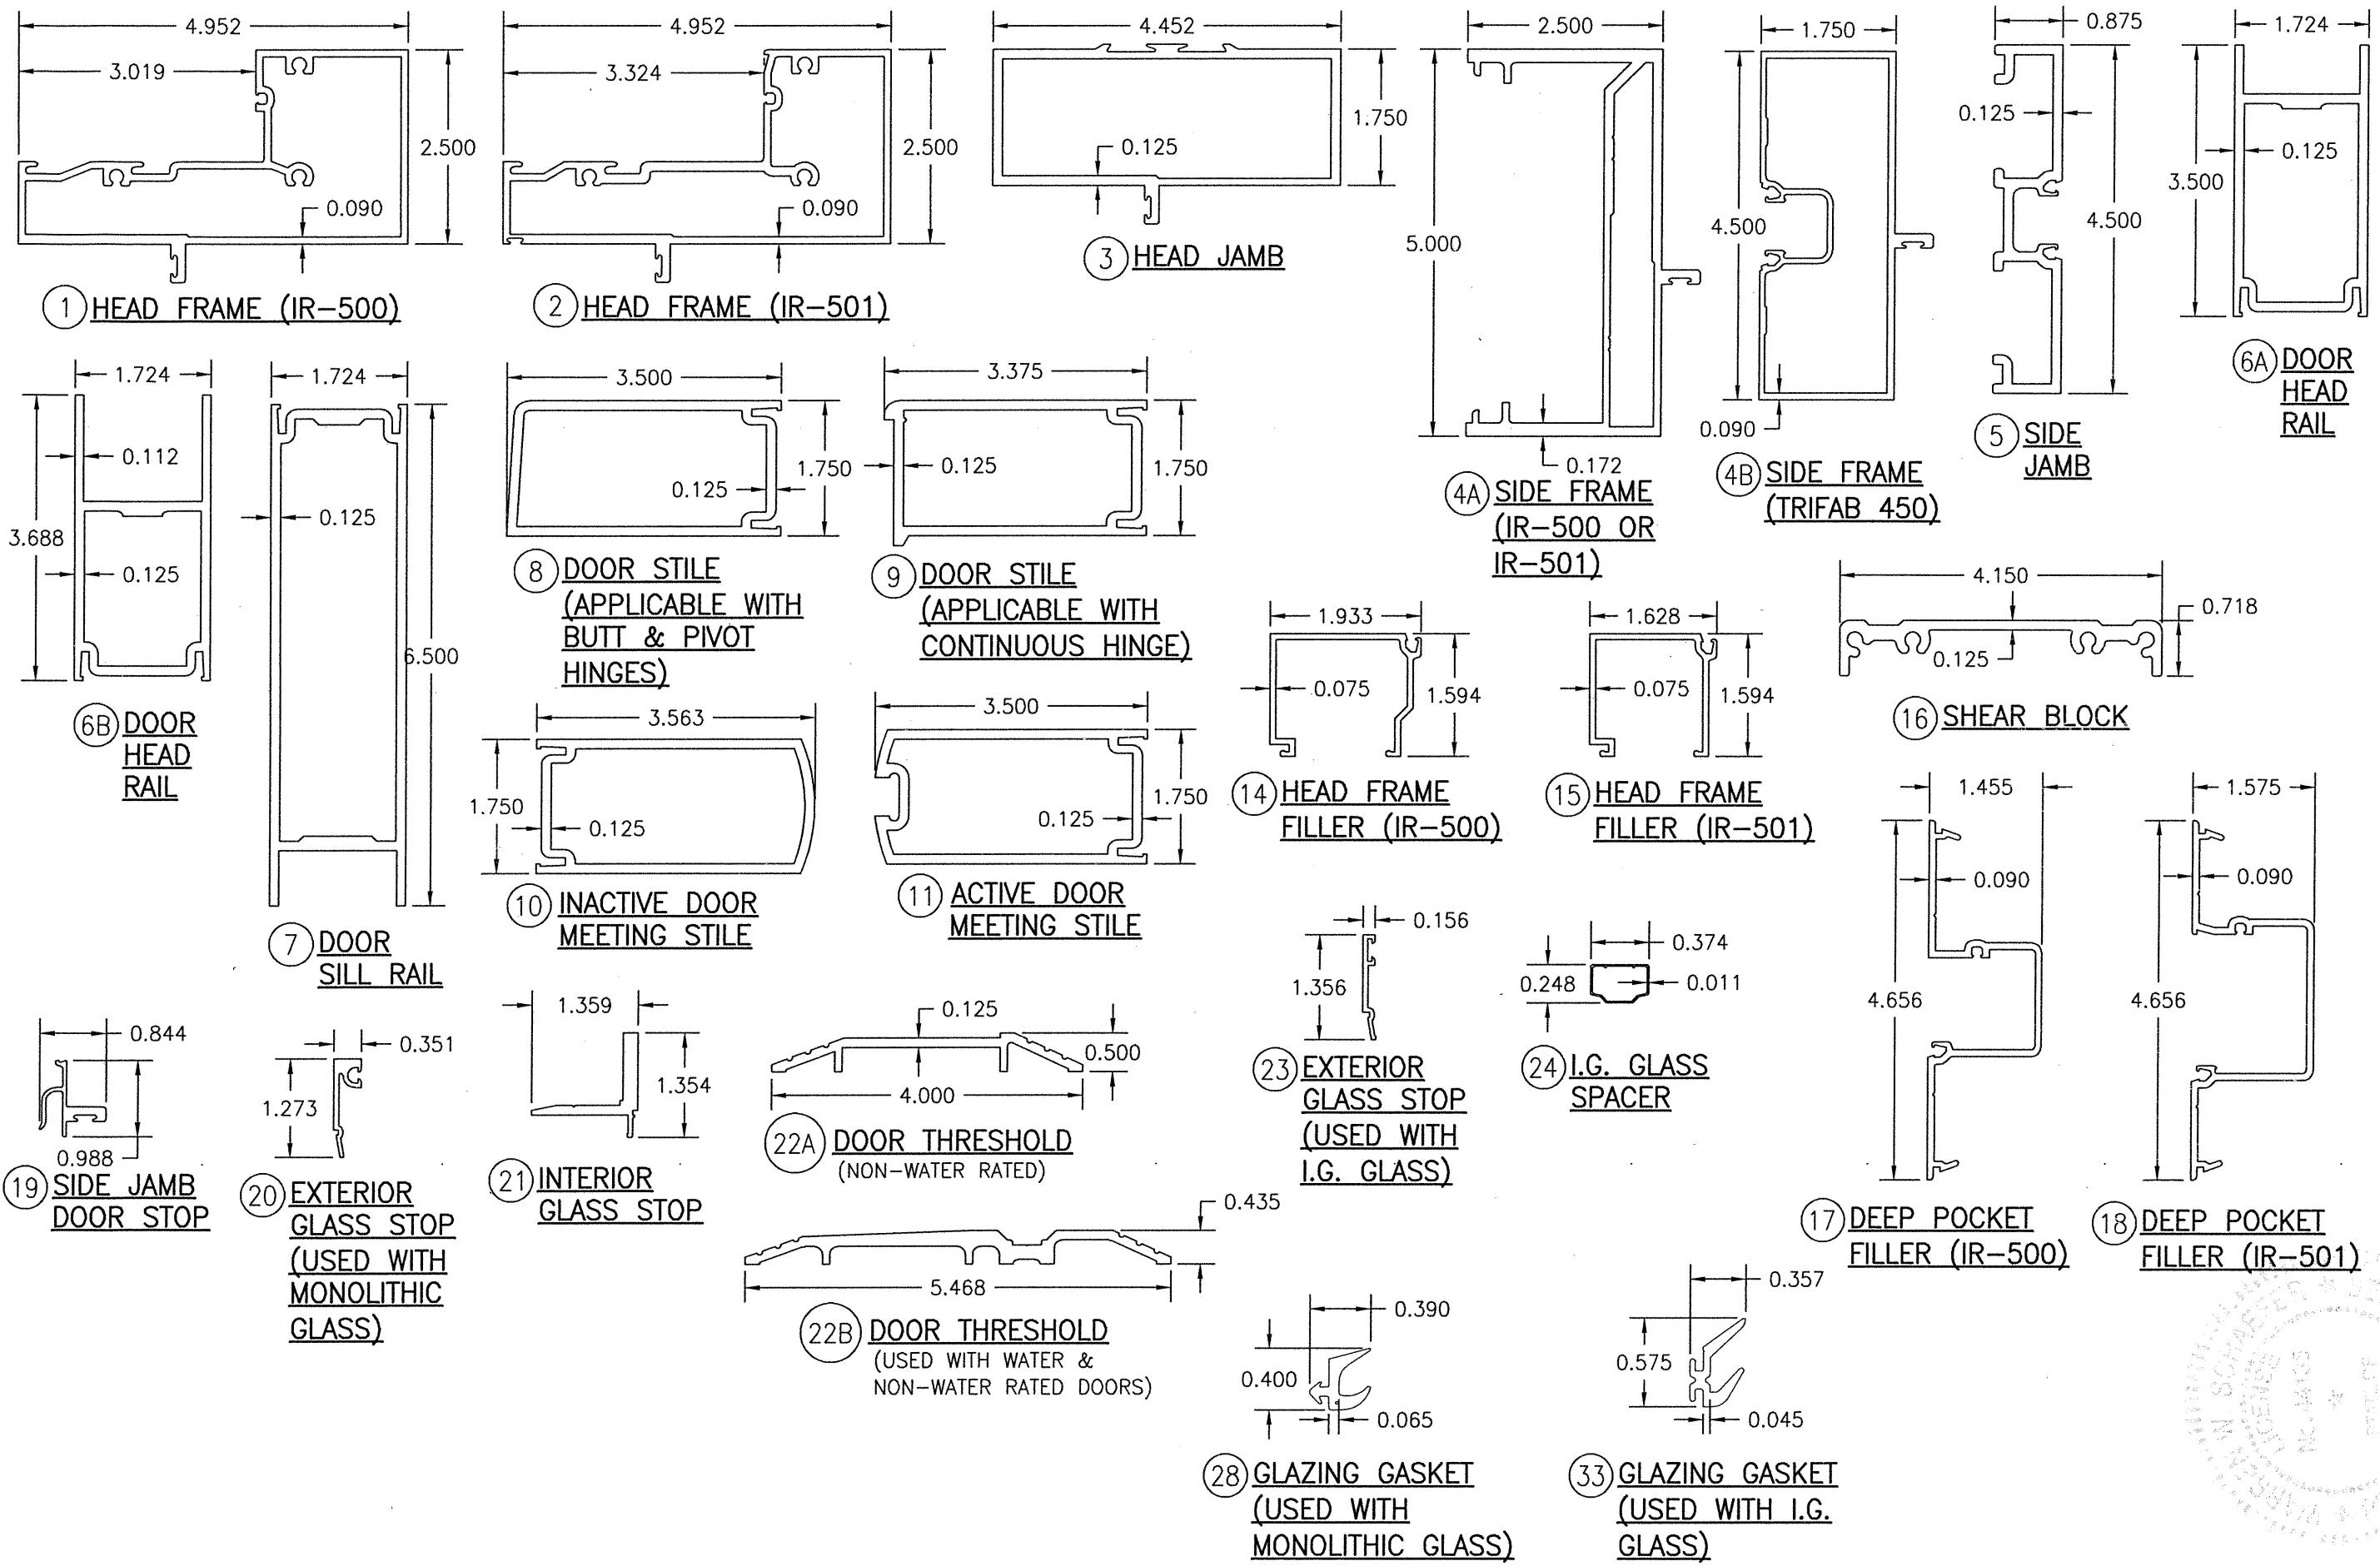 4.952
3.019
2.500
0.090
1 HEAD FRAME (IR-500)
4.952
3.324
2.500
0.090
2 HEAD FRAME (IR-501)
4.452
1.750
0.125
3 HEAD JAMB
2.500
5.000
0.172
4A SIDE FRAME
(IR-500 OR
IR-501)
1.750
4.500
0.090
4B SIDE FRAME
(TRIFAB 450)
0.875
0.125
4.500
5 SIDE
JAMB
1.724
0.125
3.500
6A DOOR
HEAD
RAIL
1.724
0.112
3.688
0.125
6B DOOR
HEAD
RAIL
1.724
0.125
6.500
7 DOOR
SILL RAIL
3.500
1.750
0.125
8 DOOR STILE
(APPLICABLE WITH
BUTT & PIVOT
HINGES)
3.375
0.125
1.750
9 DOOR STILE
(APPLICABLE WITH
CONTINUOUS HINGE)
3.563
1.750
0.125
10 INACTIVE DOOR
MEETING STILE
3.500
1.750
0.125
11 ACTIVE DOOR
MEETING STILE
1.933
0.075
1.594
14 HEAD FRAME
FILLER (IR-500)
1.628
0.075
1.594
15 HEAD FRAME
FILLER (IR-501)
4.150
0.718
0.125
16 SHEAR BLOCK
1.455
0.090
4.656
17 DEEP POCKET
FILLER (IR-500)
1.575
0.090
4.656
18 DEEP POCKET
FILLER (IR-501)
0.844
0.988
19 SIDE JAMB
DOOR STOP
0.351
1.273
20 EXTERIOR
GLASS STOP
(USED WITH
MONOLITHIC
GLASS)
1.359
1.354
21 INTERIOR
GLASS STOP
0.125
0.500
4.000
22A DOOR THRESHOLD
(NON-WATER RATED)
0.435
5.468
22B DOOR THRESHOLD
(USED WITH WATER &
NON-WATER RATED DOORS)
0.156
1.356
23 EXTERIOR
GLASS STOP
(USED WITH
I.G. GLASS)
0.374
0.248
0.011
24 I.G. GLASS
SPACER
0.390
0.400
0.065
28 GLAZING GASKET
(USED WITH
MONOLITHIC GLASS)
0.357
0.575
0.045
33 GLAZING GASKET
(USED WITH I.G.
GLASS)
WARREN SCHAEFER